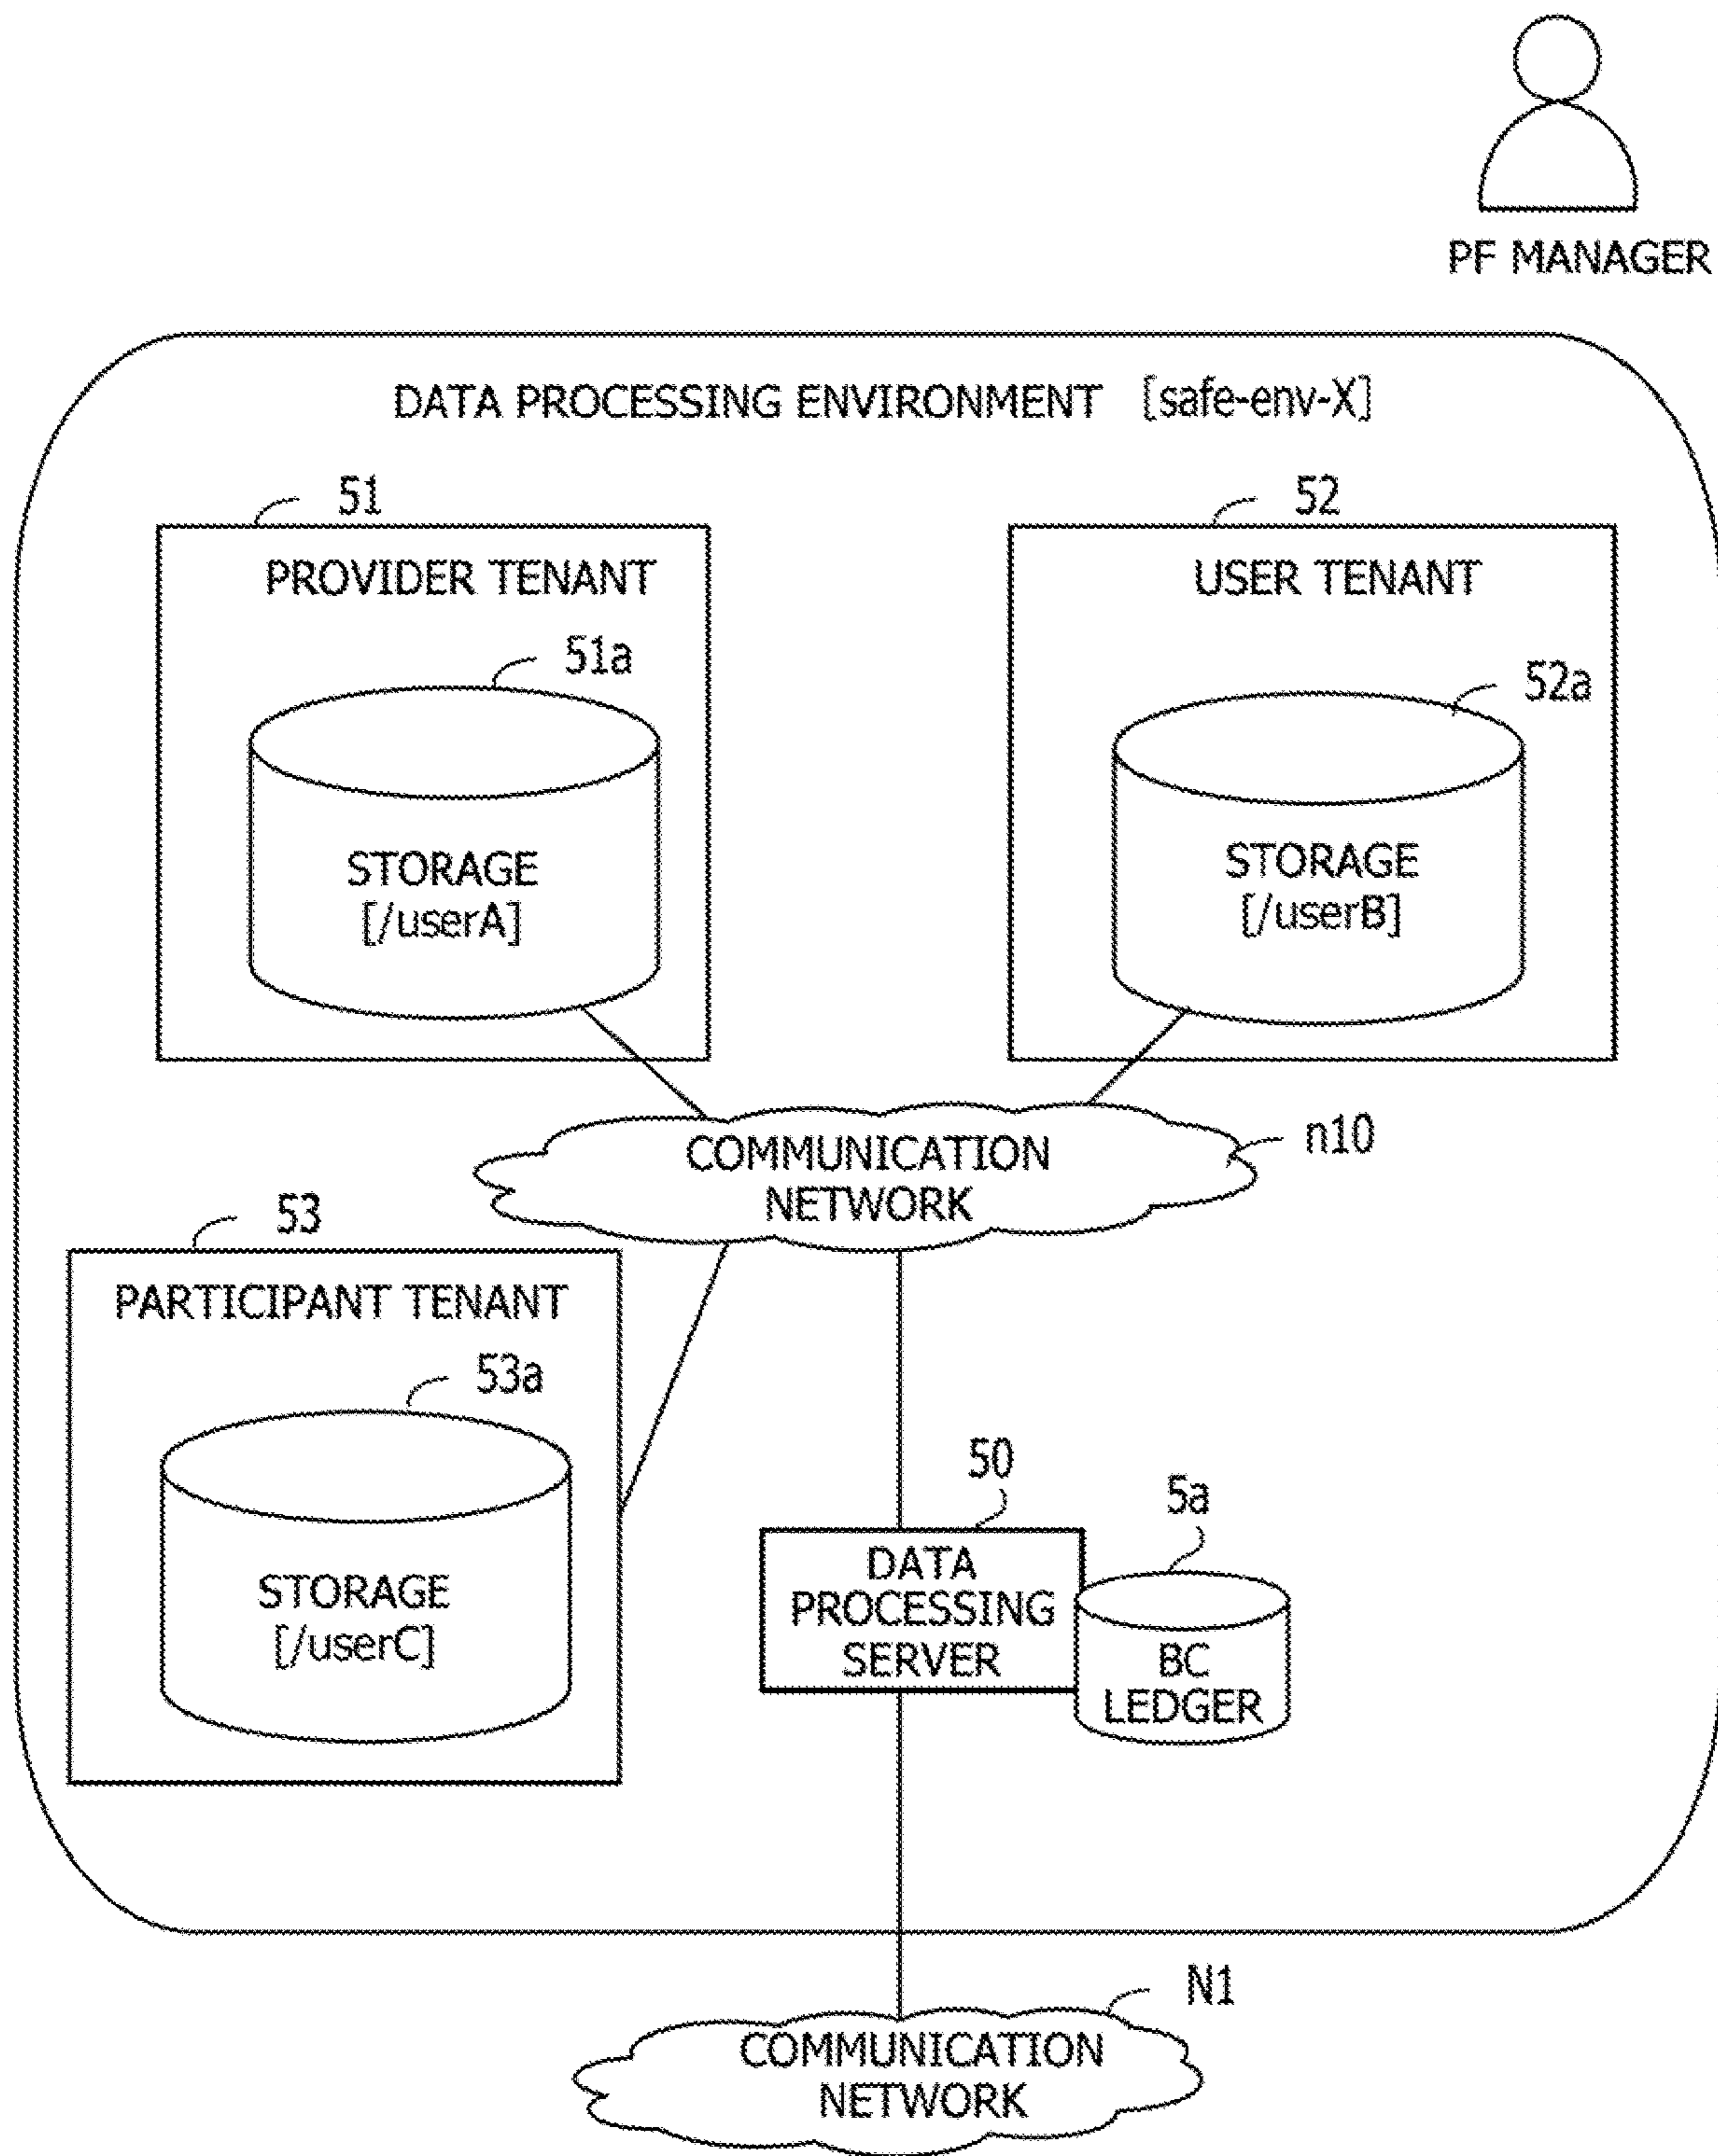 PF MANAGER
DATA PROCESSING ENVIRONMENT [safe-env-X]
51
PROVIDER TENANT
51a
STORAGE
[/userA]
52
USER TENANT
52a
STORAGE
[/userB]
COMMUNICATION
NETWORK
n10
53
PARTICIPANT TENANT
53a
STORAGE
[/userC]
50
DATA
PROCESSING
SERVER
5a
BC
LEDGER
N1
COMMUNICATION
NETWORK